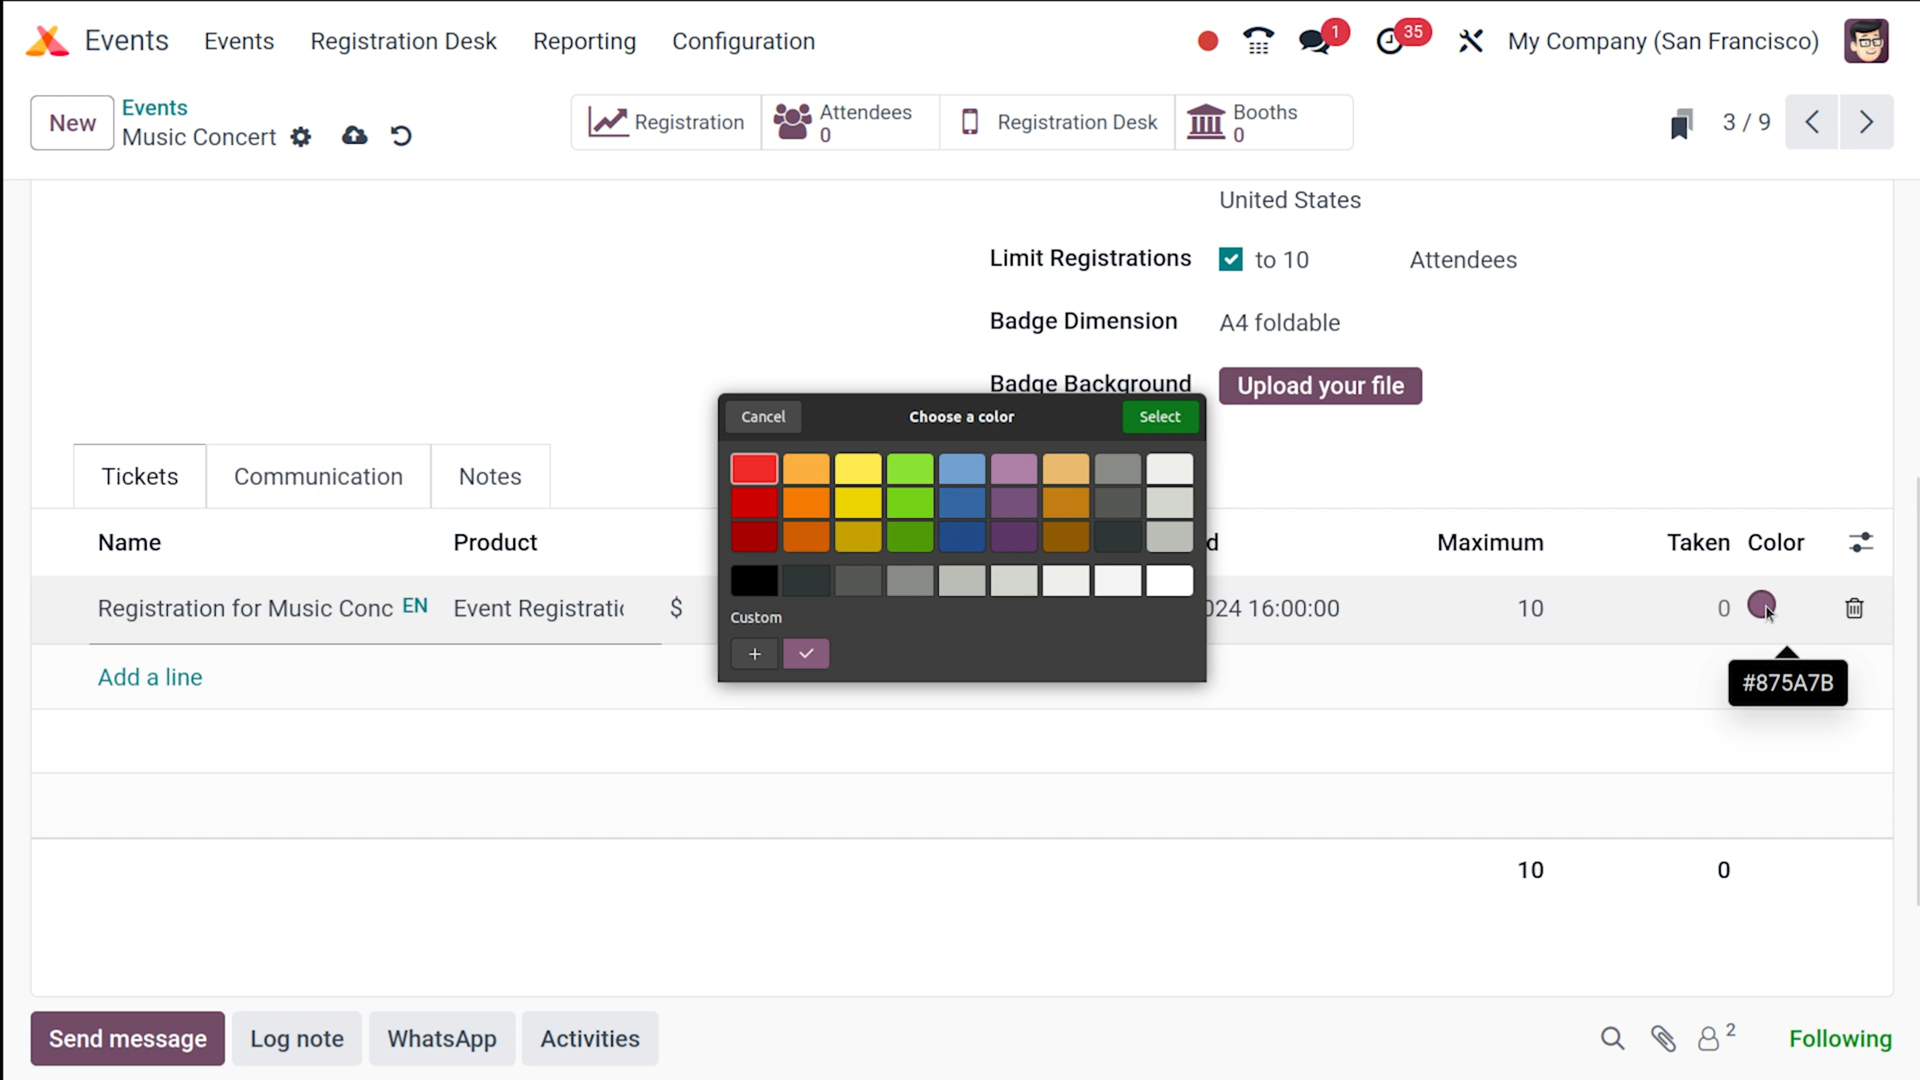 Events Events Registration Desk Reporting Configuration 1 35 My Company (San Francisco)
New Events
Music Concert
Registration Attendees 0 Registration Desk Booths 0 3 / 9
United States
Limit Registrations to 10 Attendees
Badge Dimension A4 foldable
Badge Background Upload your file
Cancel Choose a color Select
Tickets Communication Notes
Name Product d Maximum Taken Color
Registration for Music Conc EN Event Registratic $ 024 16:00:00 10 0
Custom
+
Add a line
#875A7B
10 0
Send message Log note WhatsApp Activities 2 Following